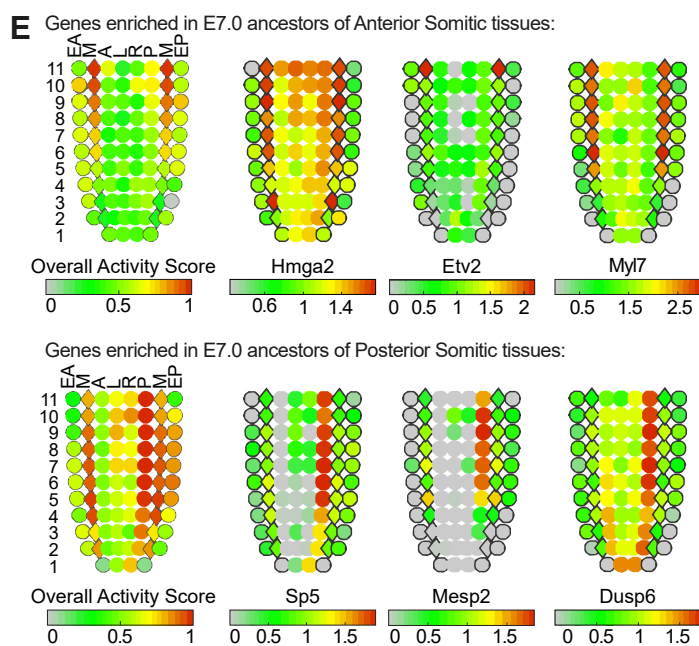 E Genes enriched in E7.0 ancestors of Anterior Somitic tissues:
EA M A L R P M EP
11
10
9
8
7
6
5
4
3
2
1
Overall Activity Score Hmga2 Etv2 Myl7
0 0.5 1 0.6 1 1.4 0 0.5 1 1.5 2 0.5 1.5 2.5
Genes enriched in E7.0 ancestors of Posterior Somitic tissues:
EA M A L R P M EP
11
10
9
8
7
6
5
4
3
2
1
Overall Activity Score Sp5 Mesp2 Dusp6
0 0.5 1 0 0.5 1 1.5 0 0.5 1 1.5 0 0.5 1 1.5